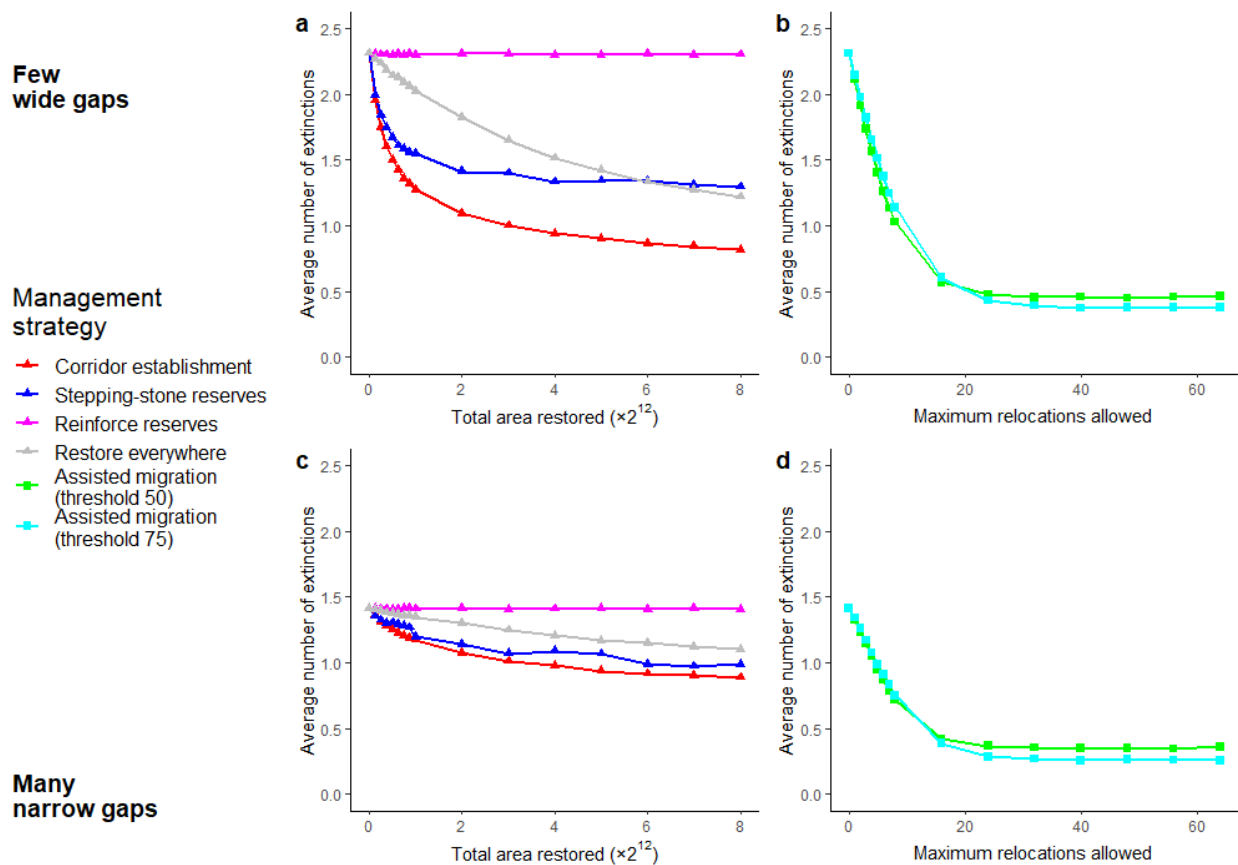 Few
wide gaps
Management
strategy
Corridor establishment
Stepping-stone reserves
Reinforce reserves
Restore everywhere
Assisted migration
(threshold 50)
Assisted migration
(threshold 75)
Many
narrow gaps
a
Average number of extinctions
2.5
2.0
1.5
1.0
0.5
0.0
0 2 4 6 8
Total area restored (×2¹²)
b
Average number of extinctions
2.5
2.0
1.5
1.0
0.5
0.0
0 20 40 60
Maximum relocations allowed
c
Average number of extinctions
2.5
2.0
1.5
1.0
0.5
0.0
0 2 4 6 8
Total area restored (×2¹²)
d
Average number of extinctions
2.5
2.0
1.5
1.0
0.5
0.0
0 20 40 60
Maximum relocations allowed